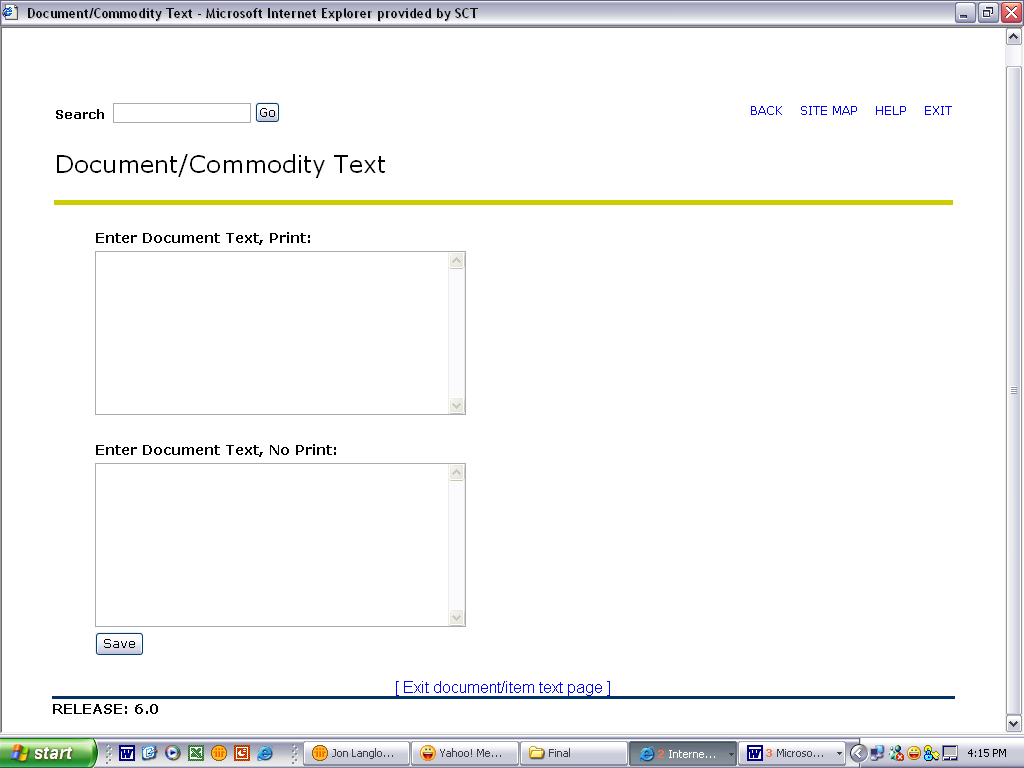 Document/Commodity Text - Microsoft Internet Explorer provided by SCT
Search Go BACK SITE MAP HELP EXIT
Document/Commodity Text
Enter Document Text, Print:
Enter Document Text, No Print:
Save
[ Exit document/item text page ]
RELEASE: 6.0
start Jon Langlo... Yahoo! Me... Final ? Interne... 3 Microso... 4:15 PM